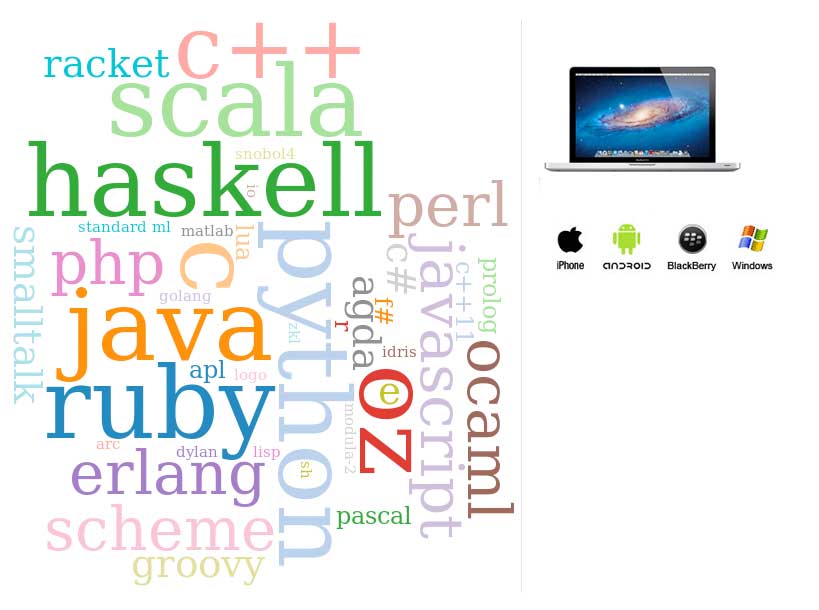 c++
racket
scala
haskell
snobol4
io
perl
standard ml
matlab
lua
smalltalk
php
c
python
c#
javascript
c++11
prolog
golang
java
agda
f#
r
zkl
idris
ocaml
apl
logo
ruby
oz
e
modula-2
arc
dylan
lisp
sh
erlang
pascal
scheme
groovy
iPhone
ANDROID
BlackBerry
Windows